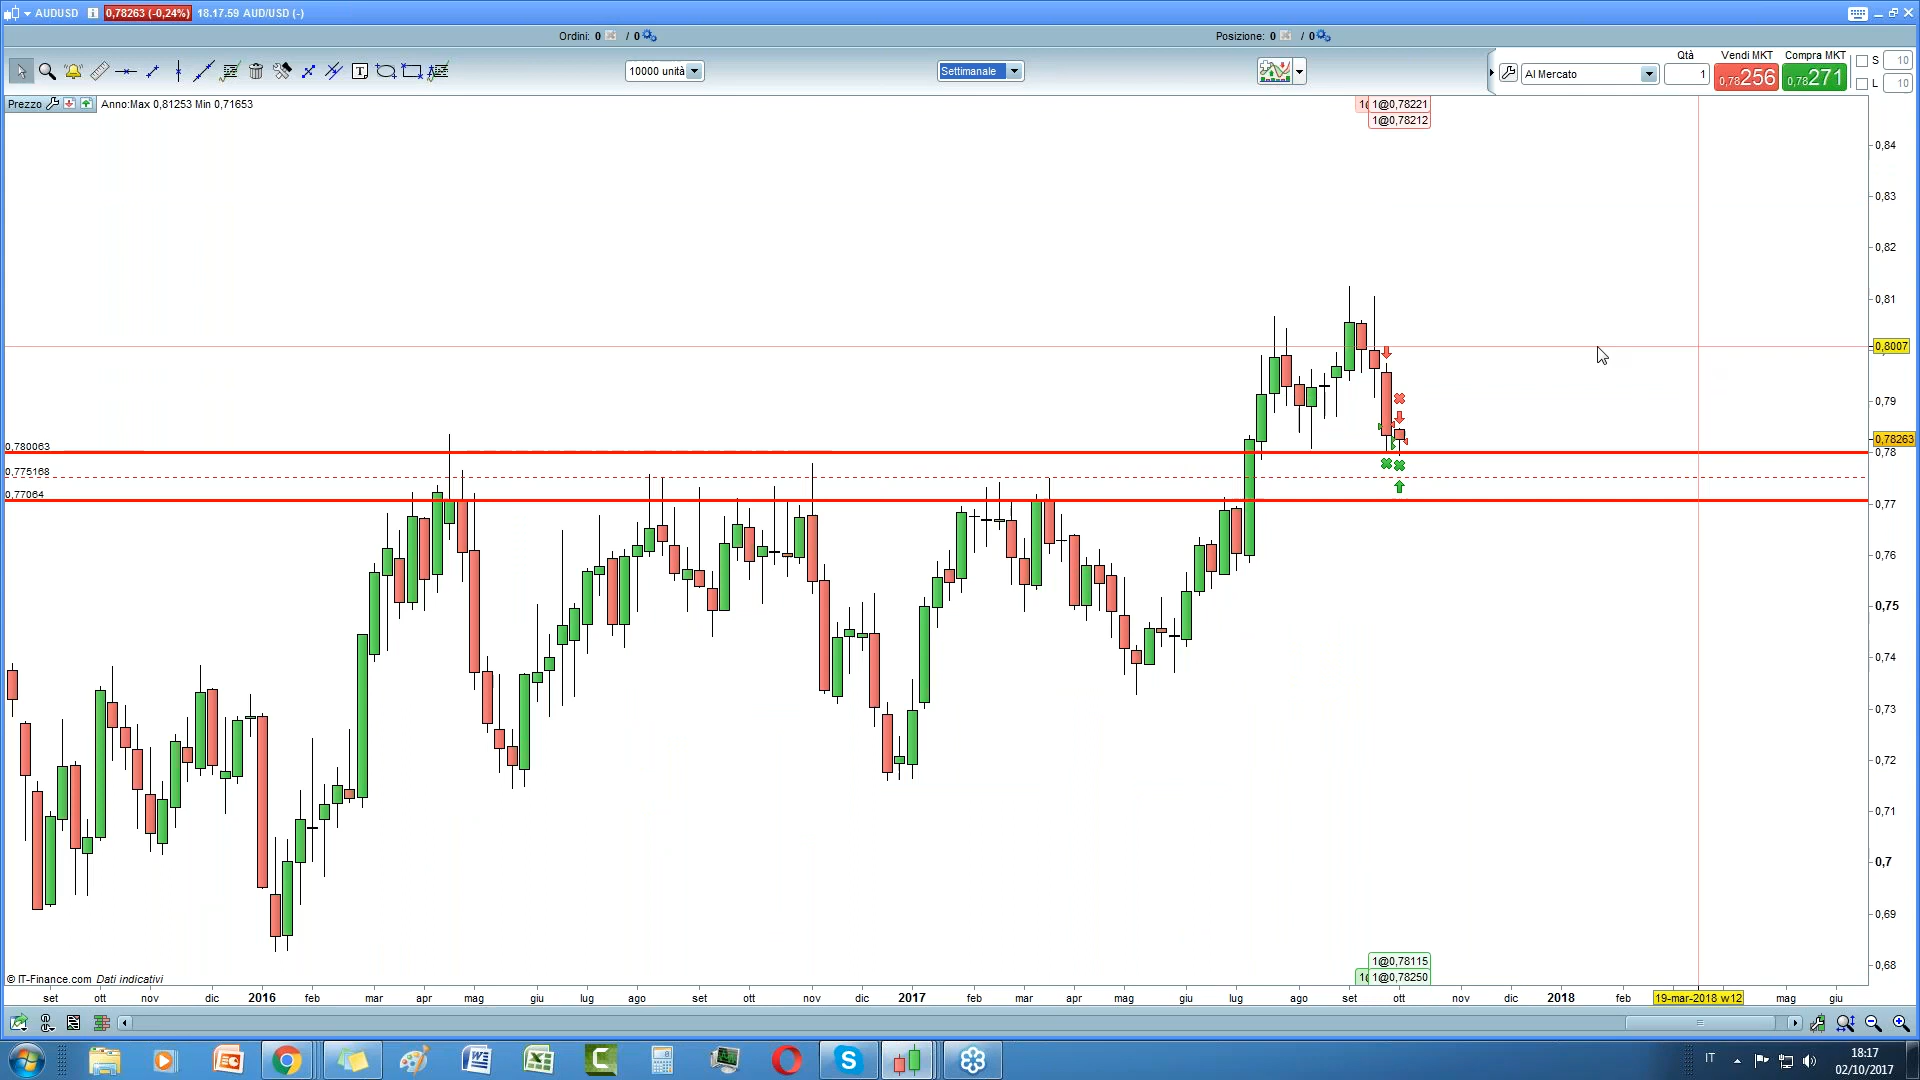 AUDUSD 0,78263 (-0,24%) 18.17.59 AUD/USD (-)
Ordini: 0 / 0
Posizione: 0 / 0
10000 unità
Settimanale
Al Mercato
Qtà
1
Vendi MKT
0,78256
Compra MKT
0,78271
S 10
L 10
Prezzo Anno:Max 0,81253 Min 0,71653
1@0,78221
1@0,78212
0,84
0,83
0,82
0,81
0,8007
0,79
0,78263
0,78
0,77
0,76
0,75
0,74
0,73
0,72
0,71
0,7
0,69
0,68
0,780063
0,775168
0,77064
1@0,78115
1@0,78250
© IT-Finance.com Dati indicativi
set ott nov dic 2016 feb mar apr mag giu lug ago set ott nov dic 2017 feb mar apr mag giu lug ago set ott nov dic 2018 feb 19-mar-2018 w12 mag giu
IT
18:17
02/10/2017